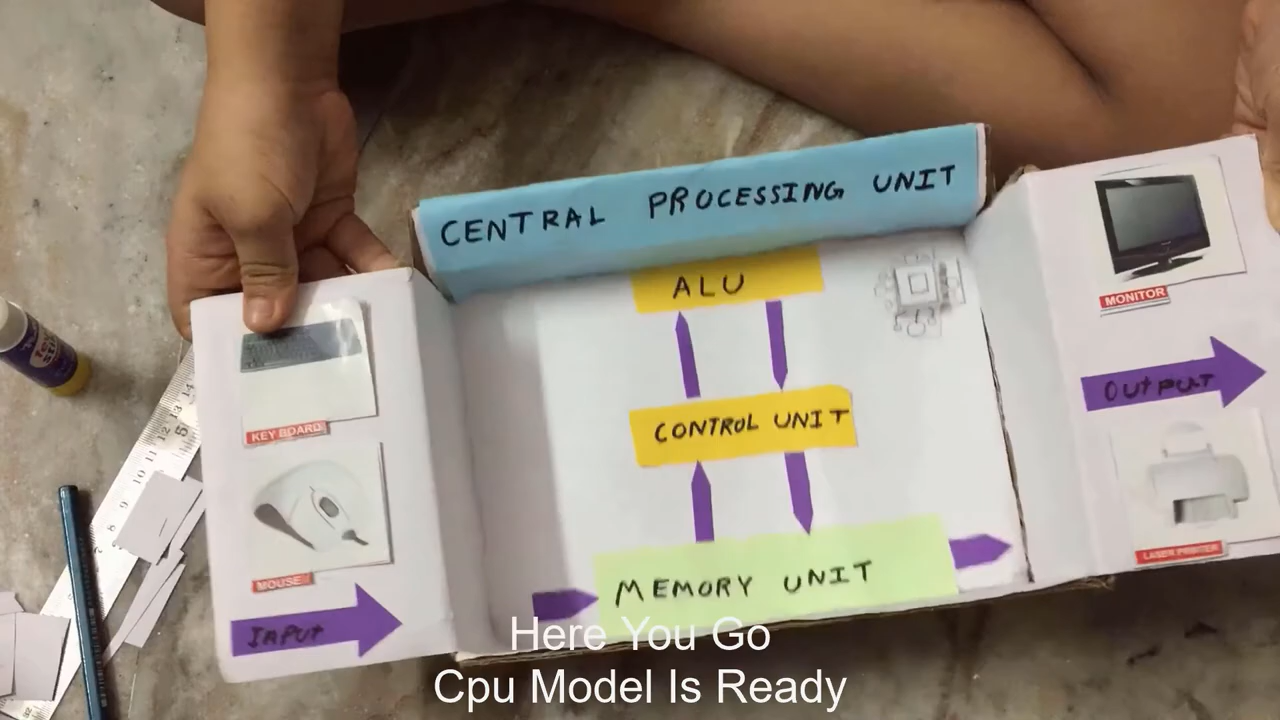 CENTRAL PROCESSING UNIT
ALU
CONTROL UNIT
MEMORY UNIT
KEY BOARD
MOUSE
INPUT
MONITOR
OUTPUT
LASER PRINTER
Here You Go
Cpu Model Is Ready